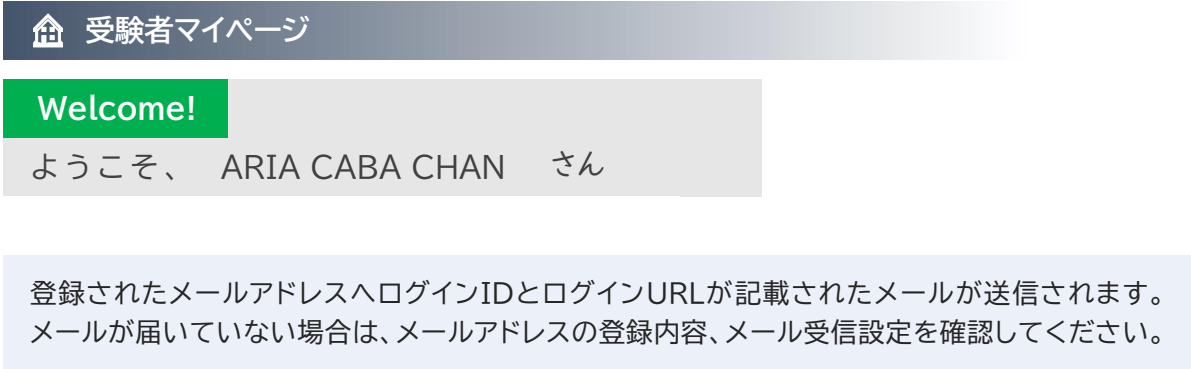 受験者マイページ
Welcome!
ようこそ、 ARIA CABA CHAN さん
登録されたメールアドレスへログインIDとログインURLが記載されたメールが送信されます。
メールが届いていない場合は、メールアドレスの登録内容、メール受信設定を確認してください。